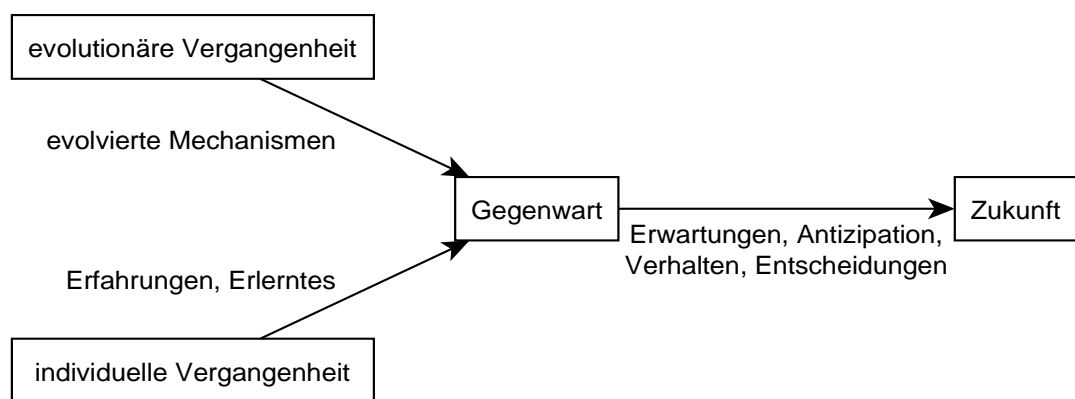 evolutionäre Vergangenheit
evolvierte Mechanismen
Gegenwart
Zukunft
Erwartungen, Antizipation,
Verhalten, Entscheidungen
Erfahrungen, Erlerntes
individuelle Vergangenheit